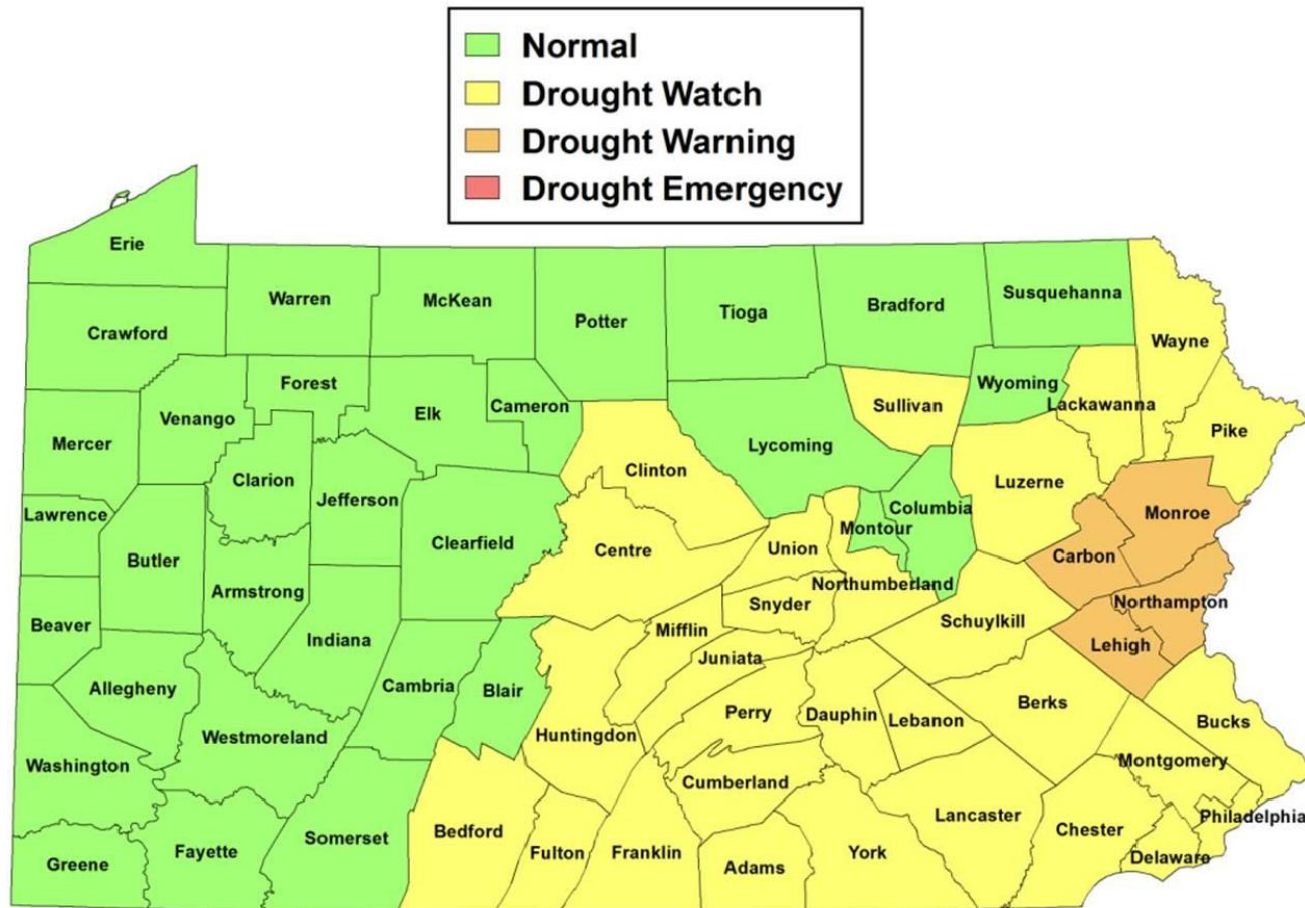 Normal
Drought Watch
Drought Warning
Drought Emergency
Erie
Warren
McKean
Potter
Tioga
Bradford
Susquehanna
Wayne
Crawford
Forest
Elk
Cameron
Sullivan
Wyoming
Lackawanna
Pike
Venango
Mercer
Clarion
Jefferson
Clinton
Lycoming
Luzerne
Monroe
Lawrence
Butler
Clearfield
Centre
Union
Montour
Columbia
Carbon
Beaver
Armstrong
Indiana
Mifflin
Snyder
Northumberland
Schuylkill
Northampton
Lehigh
Allegheny
Cambria
Blair
Juniata
Huntingdon
Perry
Dauphin
Lebanon
Berks
Bucks
Washington
Westmoreland
Cumberland
Montgomery
Greene
Fayette
Somerset
Bedford
Fulton
Franklin
Adams
York
Lancaster
Chester
Delaware
Philadelphia